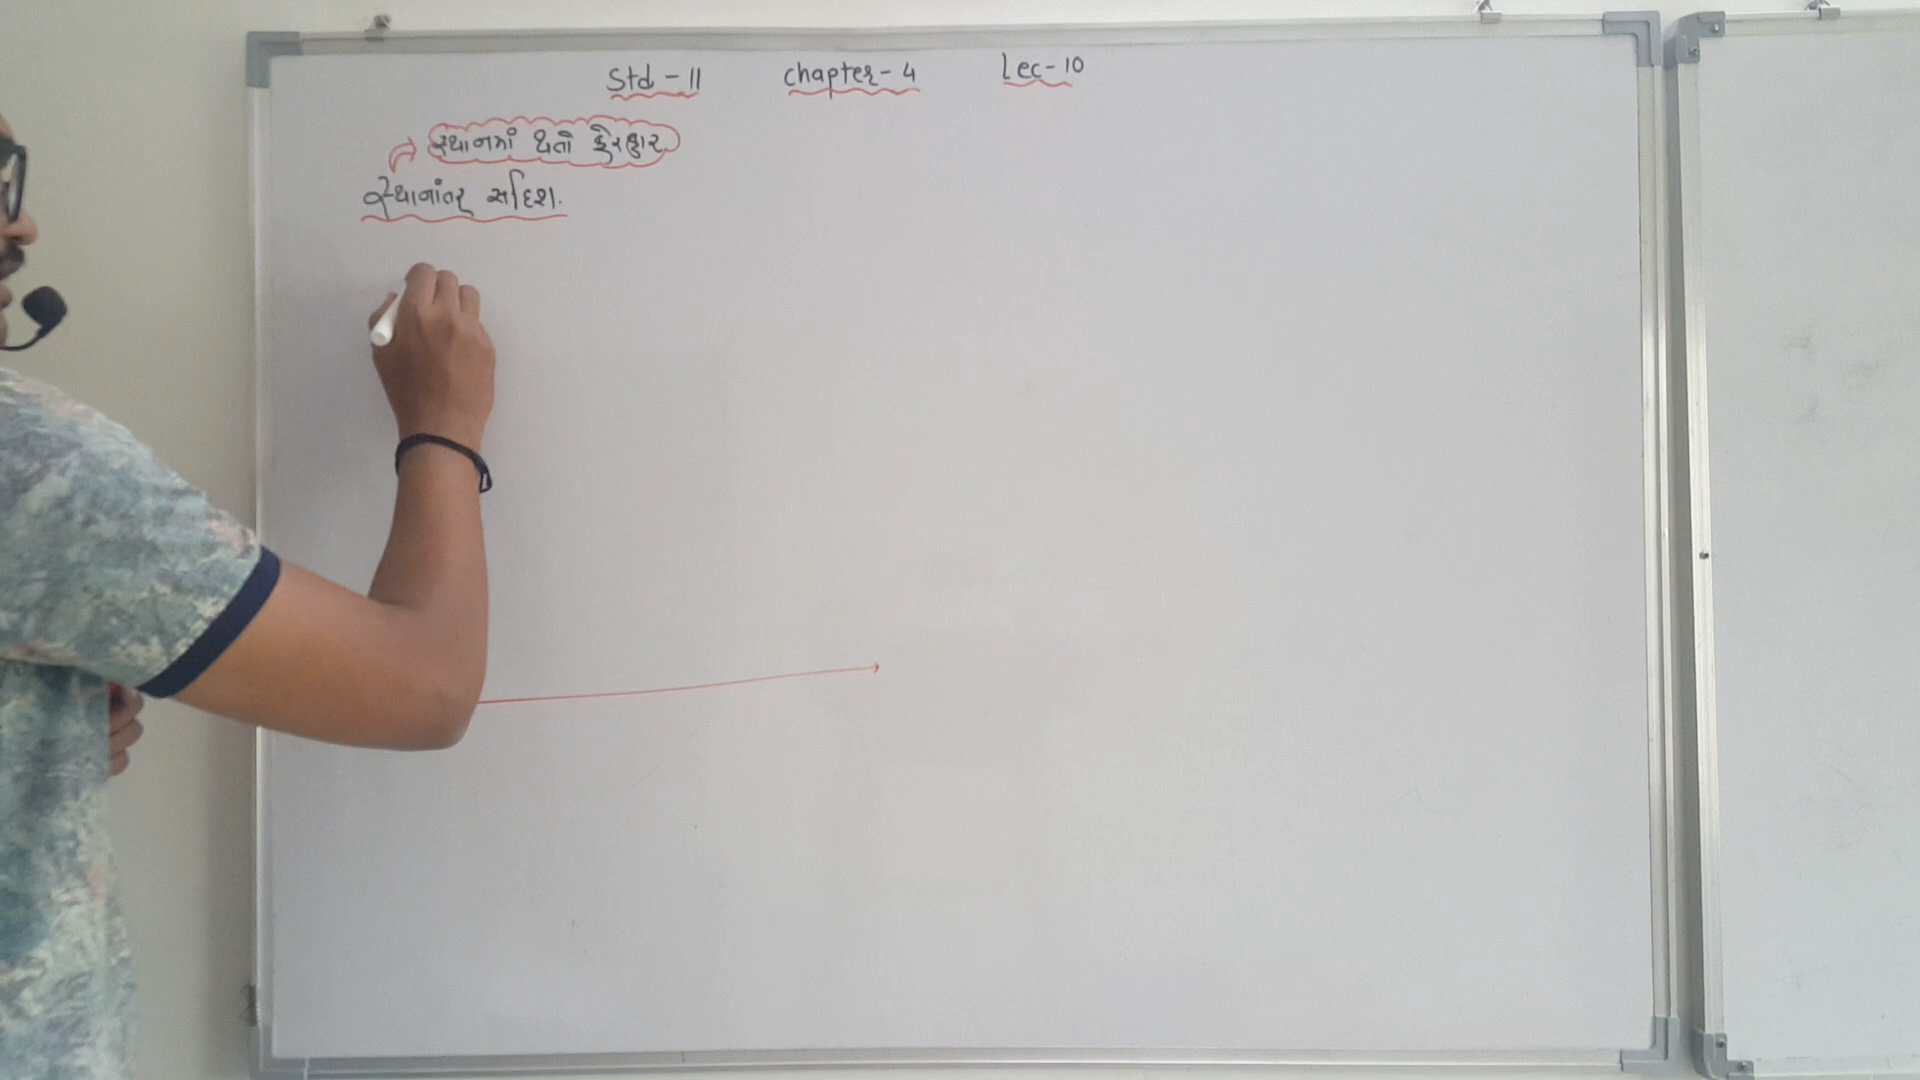 Std - 11 Chapter - 4 Lec - 10
સ્થાનમાં થતો ફેરફાર
સ્થાનાંતર સદિશ.